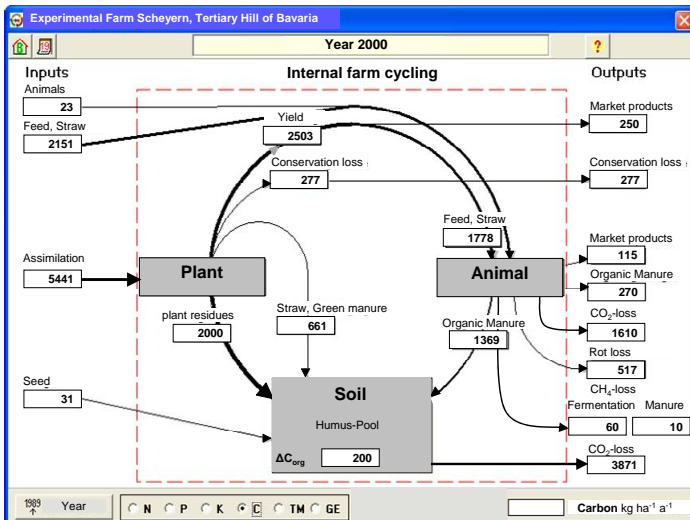 Experimental Farm Scheyern, Tertiary Hill of Bavaria
B
19
Year 2000
?
Inputs
Internal farm cycling
Outputs
Animals
23
Feed, Straw
2151
Yield
2503
Market products
250
Conservation loss
277
Conservation loss
277
Feed, Straw
1778
Assimilation
5441
Plant
Animal
Market products
115
Organic Manure
270
plant residues
2000
Straw, Green manure
661
Organic Manure
1369
CO₂-loss
1610
Rot loss
517
CH₄-loss
Fermentation
60
Manure
10
Seed
31
Soil
Humus-Pool
ΔCorg
200
CO₂-loss
3871
1989
Year
N P K C TM GE
Carbon kg ha⁻¹ a⁻¹